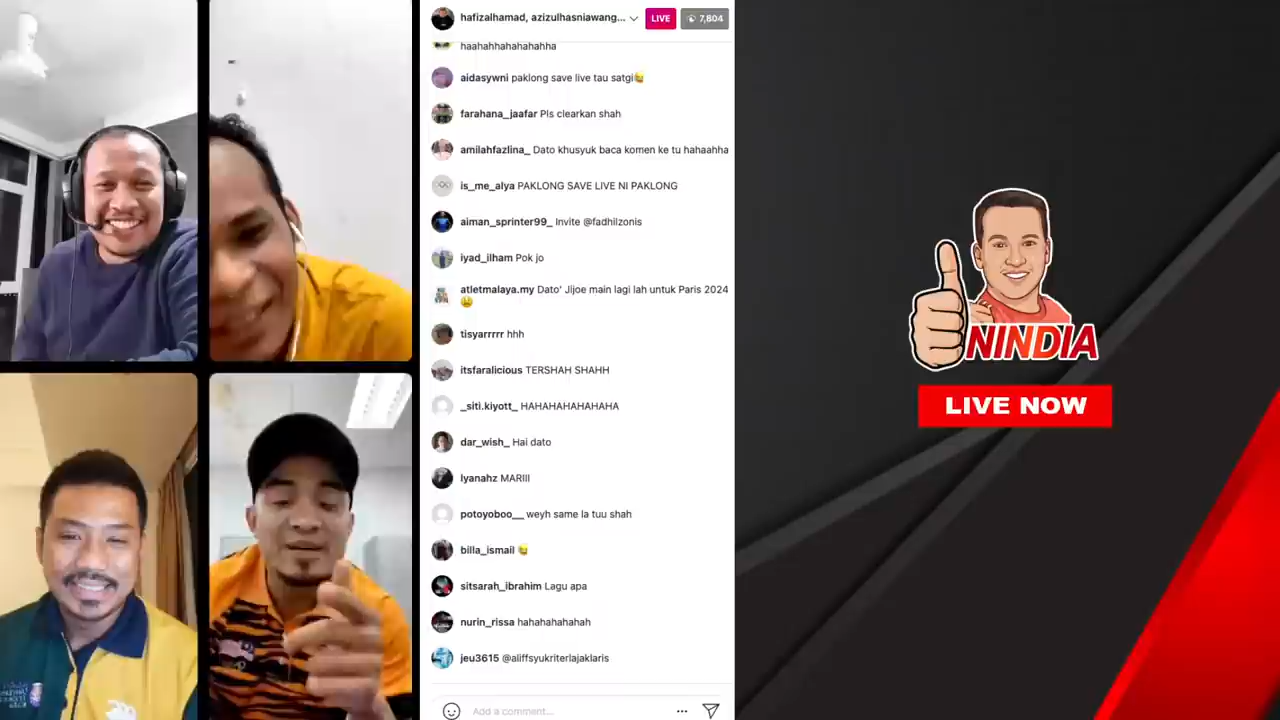 hafizalhamad, azizulhasniawang...
LIVE
7,804
haahahhahahahahha
aidasywni paklong save live tau satgi😹
farahana_jaafar Pls clearkan shah
amilahfazlina_ Dato khusyuk baca komen ke tu hahaahha
is_me_alya PAKLONG SAVE LIVE NI PAKLONG
aiman_sprinter99_ Invite @fadhilzonis
iyad_ilham Pok jo
atletmalaya.my Dato' Jijoe main lagi lah untuk Paris 2024
😩
tisyarrrrr hhh
itsfaralicious TERSHAH SHAHH
_siti.kiyott_ HAHAHAHAHAHAHA
dar_wish_ Hai dato
lyanahz MARIII
potoyoboo__ weyh same la tuu shah
billa_ismail 😹
sitsarah_ibrahim Lagu apa
nurin_rissa hahahahahahah
jeu3615 @aliffsyukriterlajaklaris
Add a comment...
NINDIA
LIVE NOW